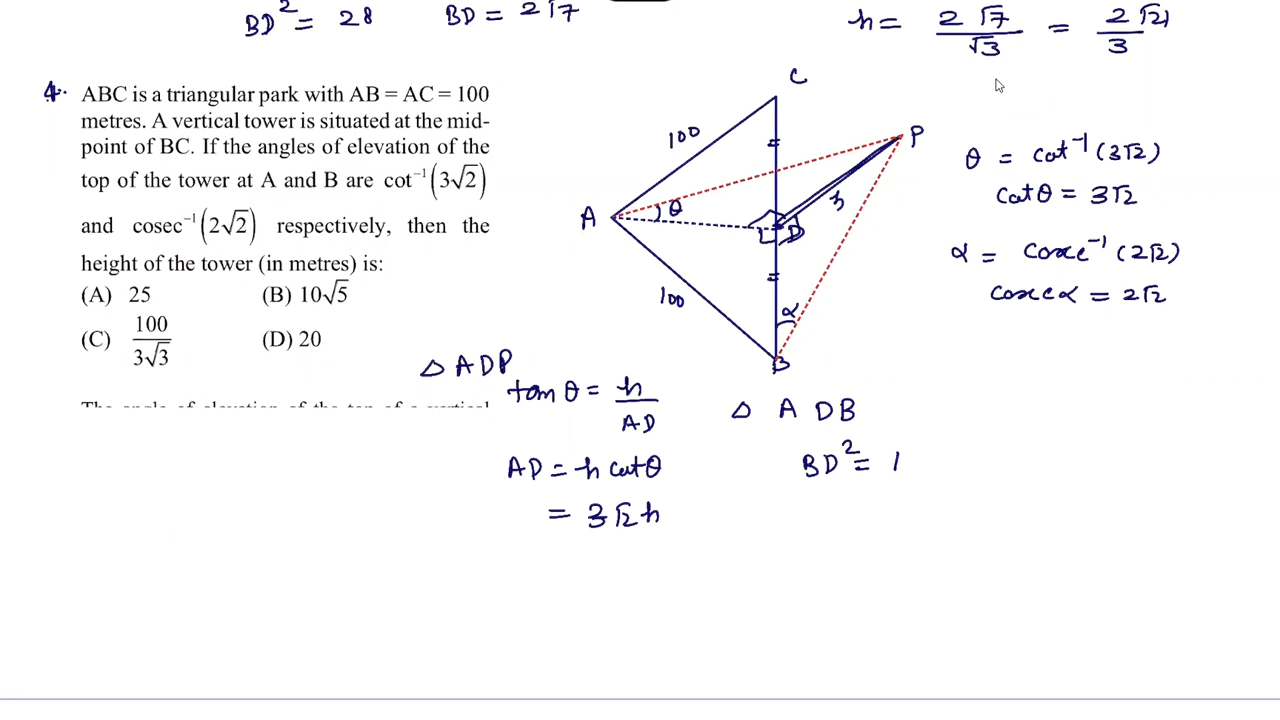 BD² = 28 BD = 2√7
h = 2√7/√3 = 2√21/3
4. ABC is a triangular park with AB = AC = 100
metres. A vertical tower is situated at the mid-
point of BC. If the angles of elevation of the
top of the tower at A and B are cot⁻¹(3√2)
and cosec⁻¹(2√2) respectively, then the
height of the tower (in metres) is:
(A) 25 (B) 10√5
(C) 100/3√3 (D) 20
C
100
P
A
θ
h
D
100
α
B
θ = cot⁻¹(3√2)
cotθ = 3√2
α = cosec⁻¹(2√2)
cosecα = 2√2
△ ADP
tan θ = h/AD
AD = h cotθ
= 3√2 h
△ ADB
BD² = 1